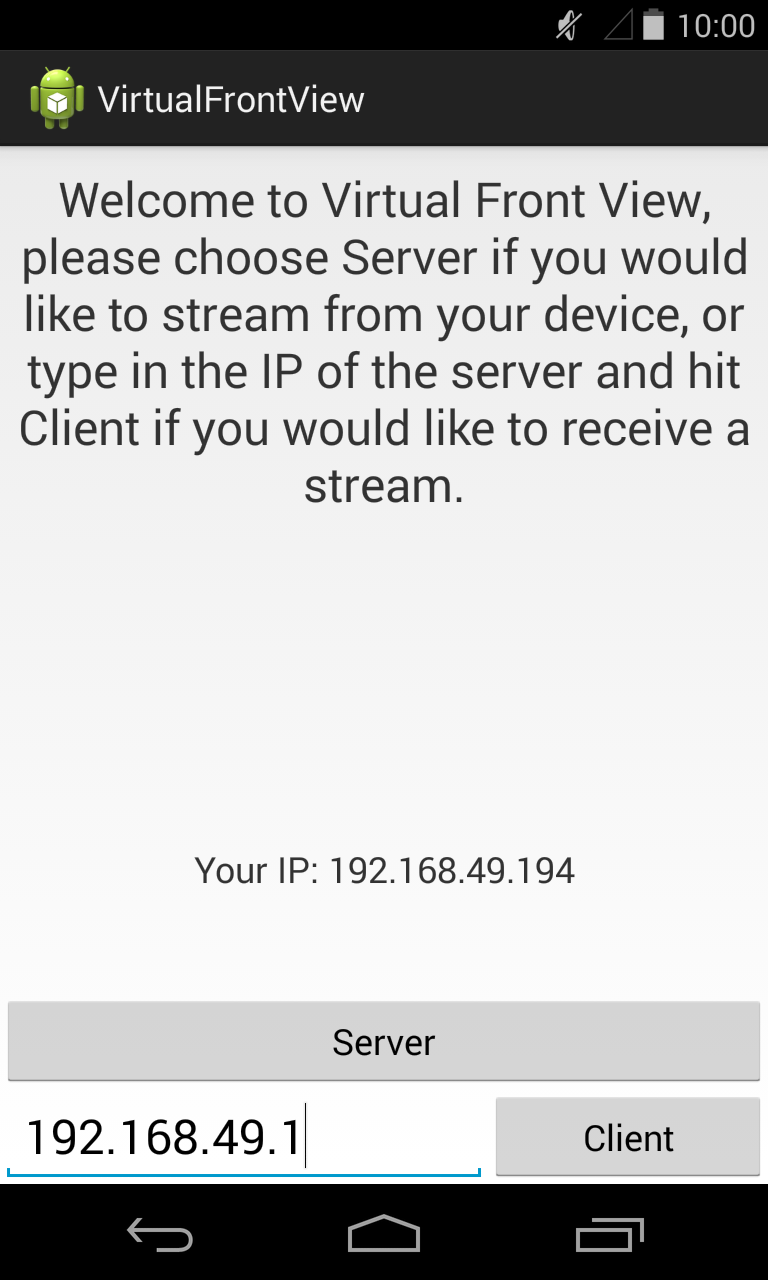 10:00
VirtualFrontView
Welcome to Virtual Front View,
please choose Server if you would
like to stream from your device, or
type in the IP of the server and hit
Client if you would like to receive a
stream.
Your IP: 192.168.49.194
Server
192.168.49.1
Client